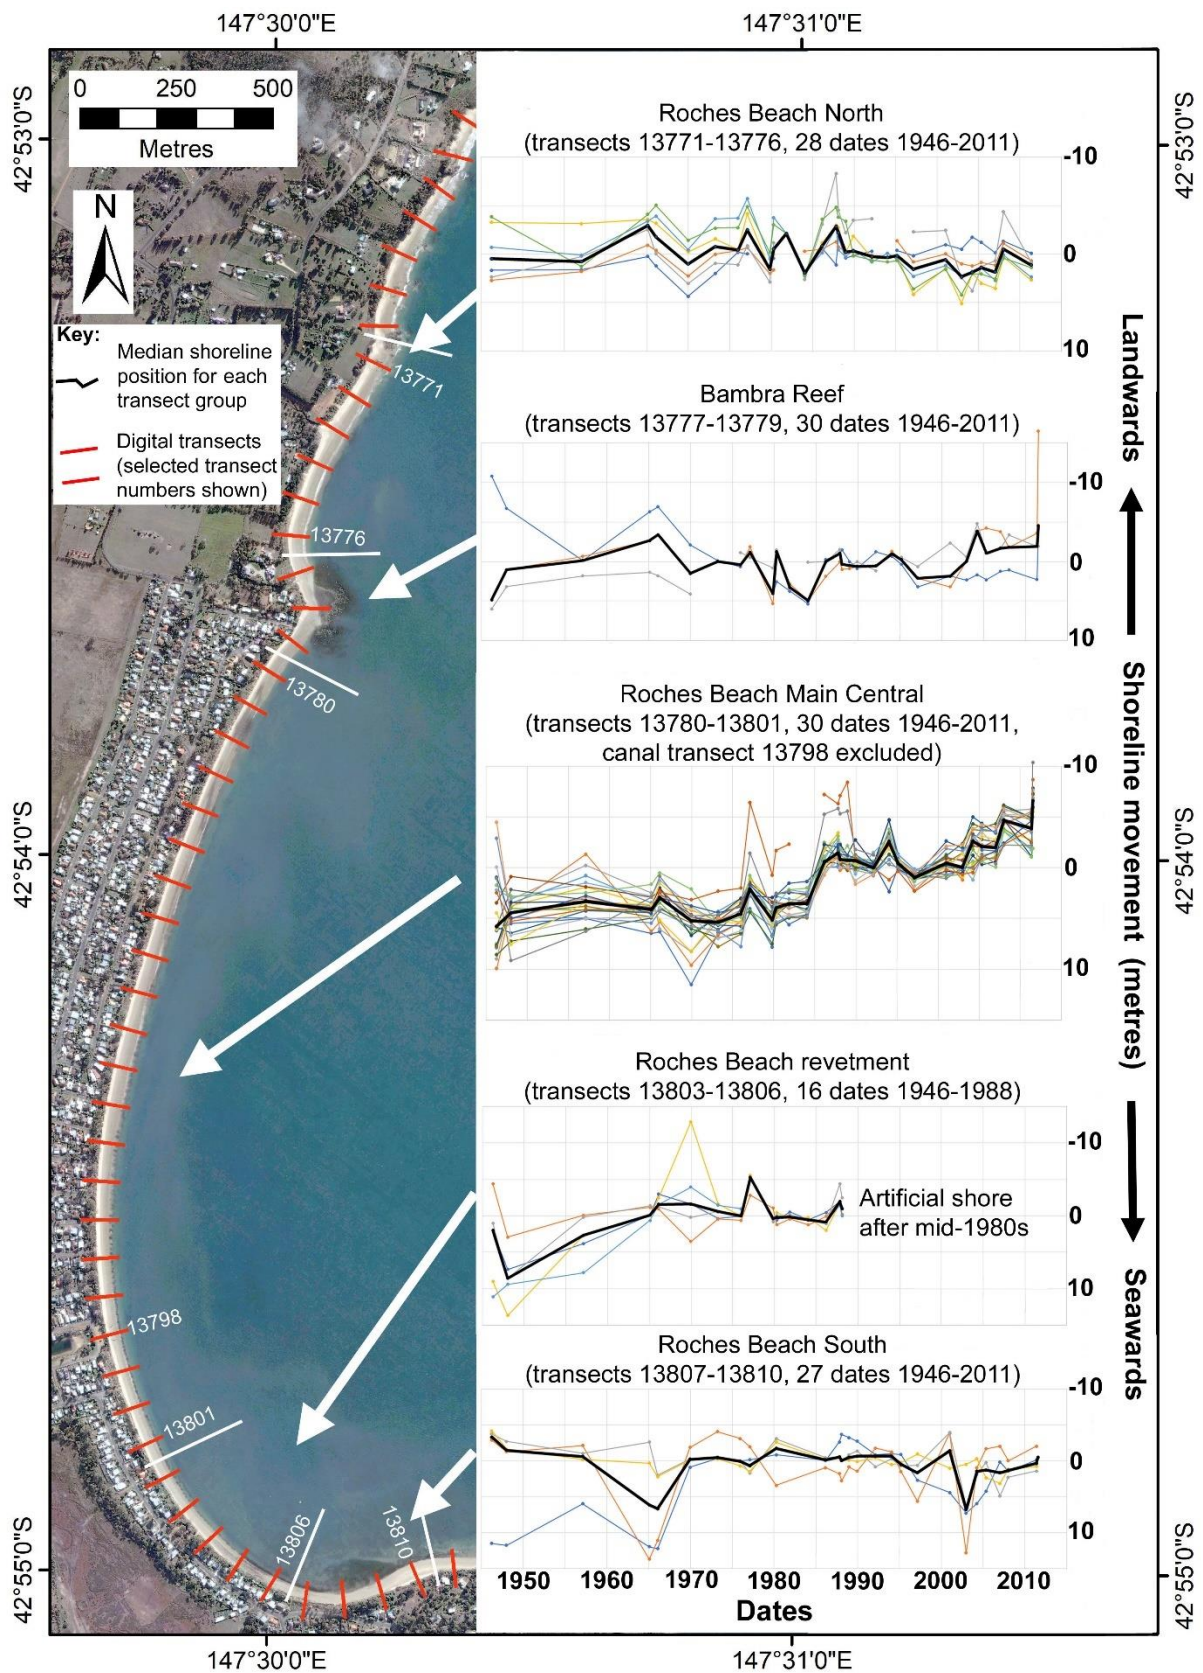 147°30'0"E
147°31'0"E
42°53'0"S
42°53'0"S
0 250 500
Metres
N
Key:
Median shoreline
position for each
transect group
Digital transects
(selected transect
numbers shown)
13771
13776
13780
13798
13801
13806
13810
Roches Beach North
(transects 13771-13776, 28 dates 1946-2011)
-10
0
10
Bambra Reef
(transects 13777-13779, 30 dates 1946-2011)
-10
0
10
Roches Beach Main Central
(transects 13780-13801, 30 dates 1946-2011,
canal transect 13798 excluded)
-10
0
10
Roches Beach revetment
(transects 13803-13806, 16 dates 1946-1988)
-10
0
10
Artificial shore
after mid-1980s
Roches Beach South
(transects 13807-13810, 27 dates 1946-2011)
-10
0
10
1950 1960 1970 1980 1990 2000 2010
Dates
Landwards
Shoreline movement (metres)
Seawards
42°54'0"S
42°54'0"S
42°55'0"S
42°55'0"S
147°30'0"E
147°31'0"E